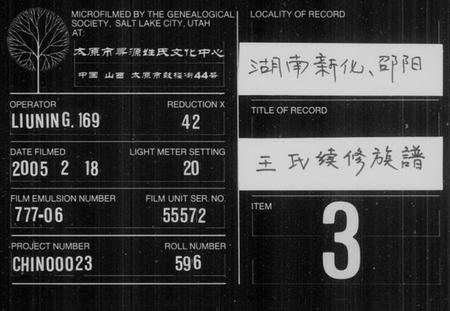 MICROFILMED BY THE GENEALOGICAL
SOCIETY, SALT LAKE CITY, UTAH
AT:
太原市寻源姓氏文化中心
中国 山西 太原市鼓楼街44号
OPERATOR
REDUCTION X
LIUNING.169
42
DATE FILMED
LIGHT METER SETTING
2005 2 18
20
FILM EMULSION NUMBER
FILM UNIT SER. NO.
777-06
55572
PROJECT NUMBER
ROLL NUMBER
CHIN00023
596
LOCALITY OF RECORD
湖南新化、邵阳
TITLE OF RECORD
王氏续修族譜
ITEM
3